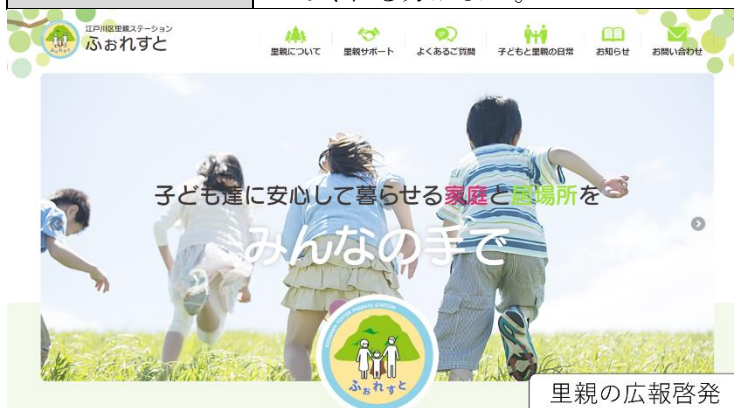 江戸川区里親ステーション
ふぉれすと
里親について
里親サポート
よくあるご質問
子どもと里親の日常
お知らせ
お問い合わせ
子ども達に安心して暮らせる家庭と居場所を
みんなの手で
FOSTER PARENTS STATION
ふぉれすと
里親の広報啓発